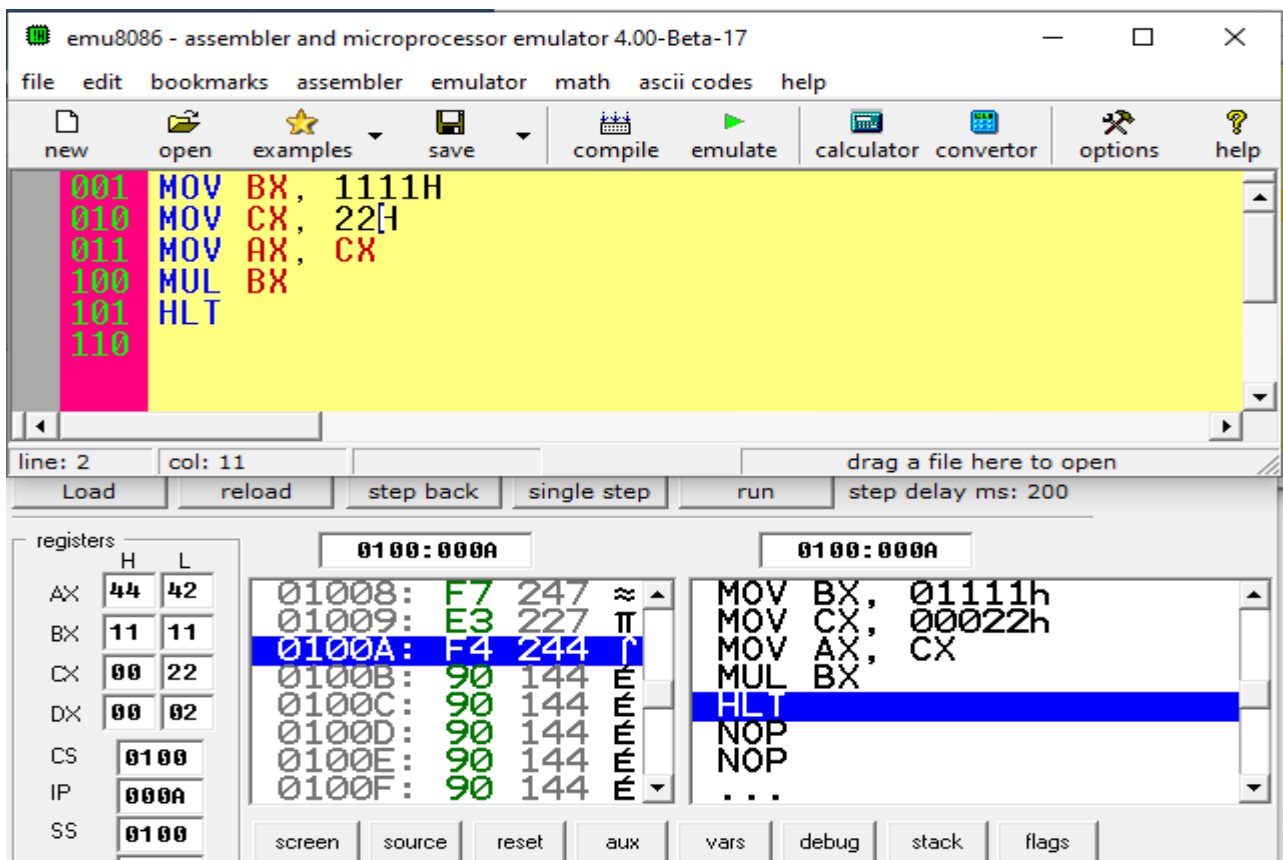 emu8086 - assembler and microprocessor emulator 4.00-Beta-17
file edit bookmarks assembler emulator math ascii codes help
new open examples save compile emulate calculator convertor options help
001 MOV BX, 1111H
010 MOV CX, 22H
011 MOV AX, CX
100 MUL BX
101 HLT
110
line: 2 col: 11 drag a file here to open
Load reload step back single step run step delay ms: 200
registers
H L
0100:000A 0100:000A
AX 44 42
BX 11 11
CX 00 22
DX 00 02
CS 0100
IP 000A
SS 0100
01008: F7 247 ≈
01009: E3 227 π
0100A: F4 244 ⌠
0100B: 90 144 É
0100C: 90 144 É
0100D: 90 144 É
0100E: 90 144 É
0100F: 90 144 É
MOV BX, 01111h
MOV CX, 00022h
MOV AX, CX
MUL BX
HLT
NOP
NOP
...
screen source reset aux vars debug stack flags